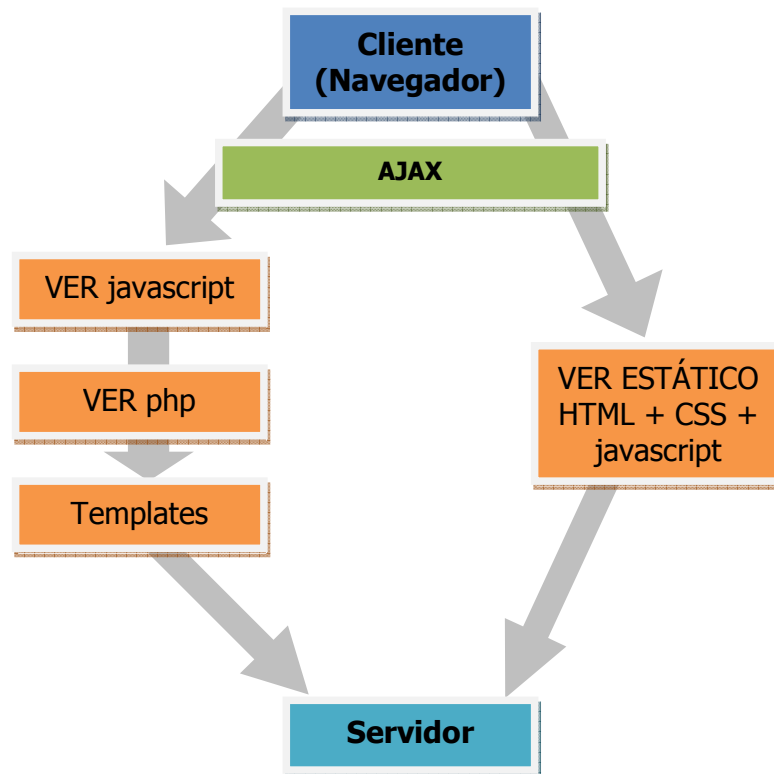 Cliente
(Navegador)
AJAX
VER javascript
VER php
Templates
VER ESTÁTICO
HTML + CSS +
javascript
Servidor